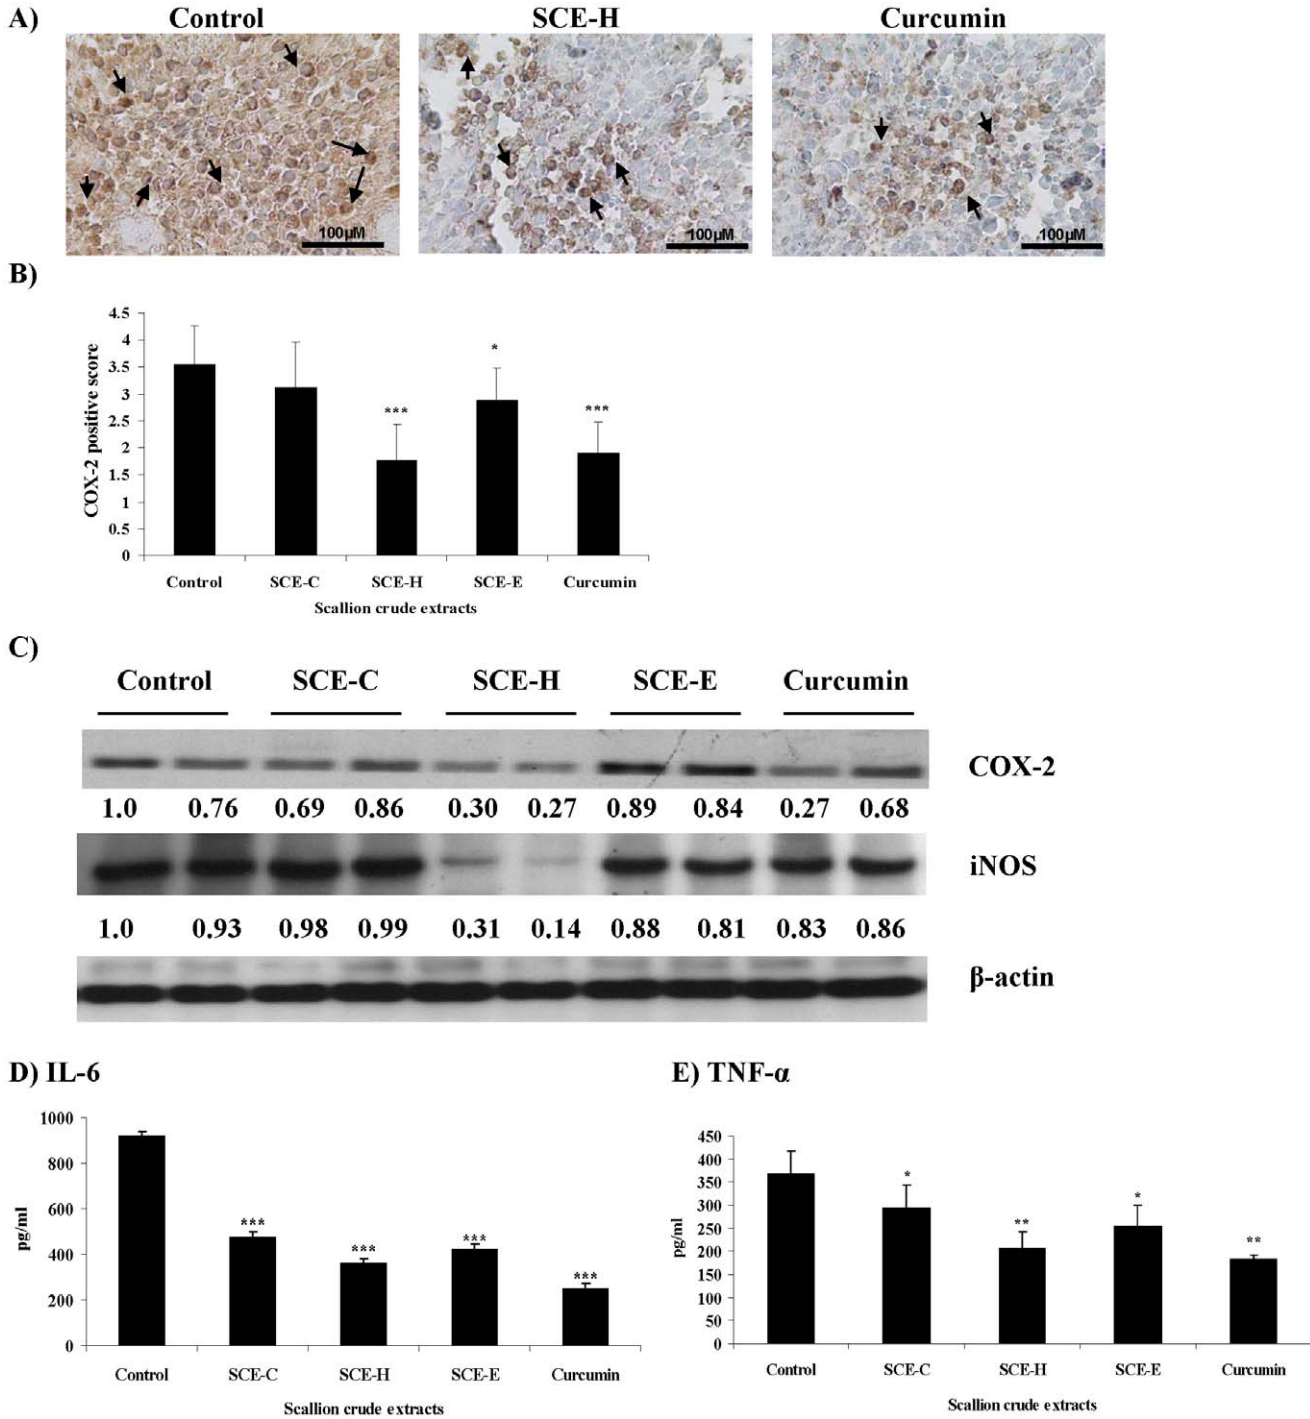 A) Control SCE-H Curcumin
100μM 100μM 100μM
B)
COX-2 positive score
4.5
4
3.5
3
2.5
2
1.5
1
0.5
0
* 
*** ***
Control SCE-C SCE-H SCE-E Curcumin
Scallion crude extracts
C)
Control SCE-C SCE-H SCE-E Curcumin
COX-2
1.0 0.76 0.69 0.86 0.30 0.27 0.89 0.84 0.27 0.68
iNOS
1.0 0.93 0.98 0.99 0.31 0.14 0.88 0.81 0.83 0.86
β-actin
D) IL-6
pg/ml
1000
800
600
400
200
0
*** *** *** ***
Control SCE-C SCE-H SCE-E Curcumin
Scallion crude extracts
E) TNF-α
pg/ml
450
400
350
300
250
200
150
100
50
0
* ** * **
Control SCE-C SCE-H SCE-E Curcumin
Scallion crude extracts